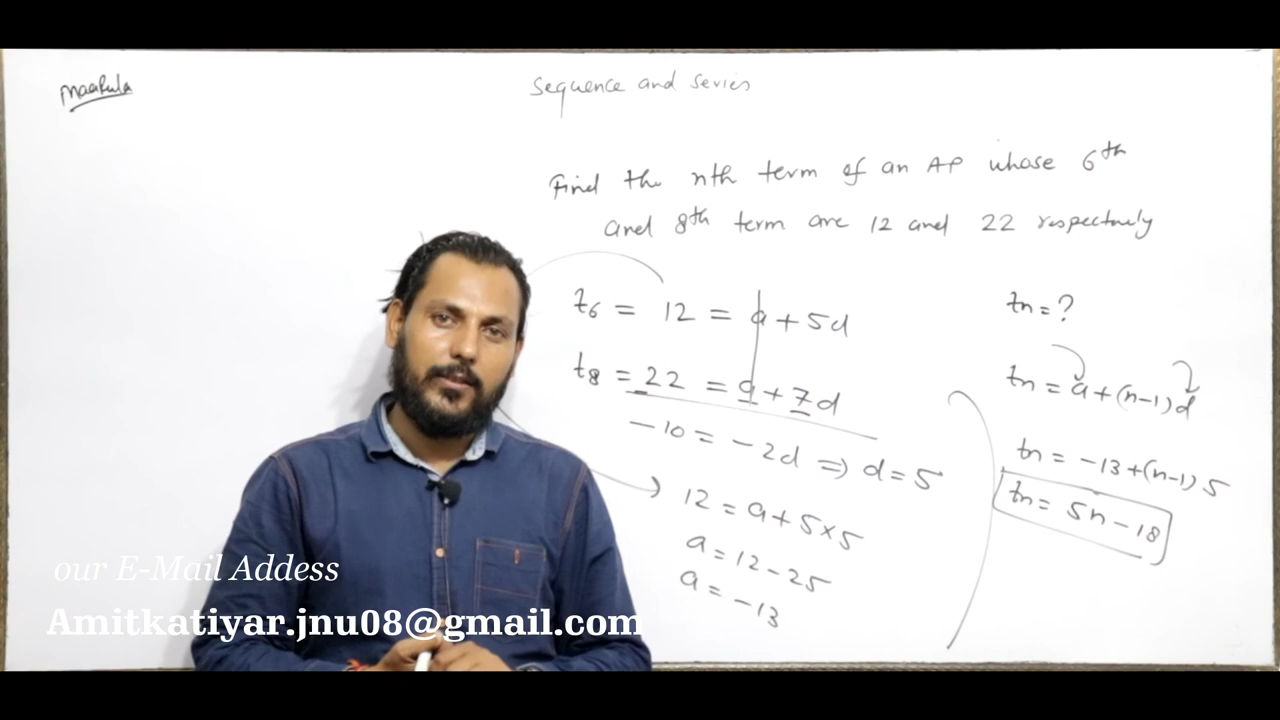 Maakula
Sequence and series
Find the nth term of an AP whose 6th
and 8th term are 12 and 22 respectively
t6 = 12 = a + 5d
t8 = 22 = a + 7d
-10 = -2d => d = 5
12 = a + 5×5
a = 12 - 25
a = -13
tn = ?
tn = a + (n-1)d
tn = -13 + (n-1)5
tn = 5n - 18
our E-Mail Addess
Amitkatiyar.jnu08@gmail.com